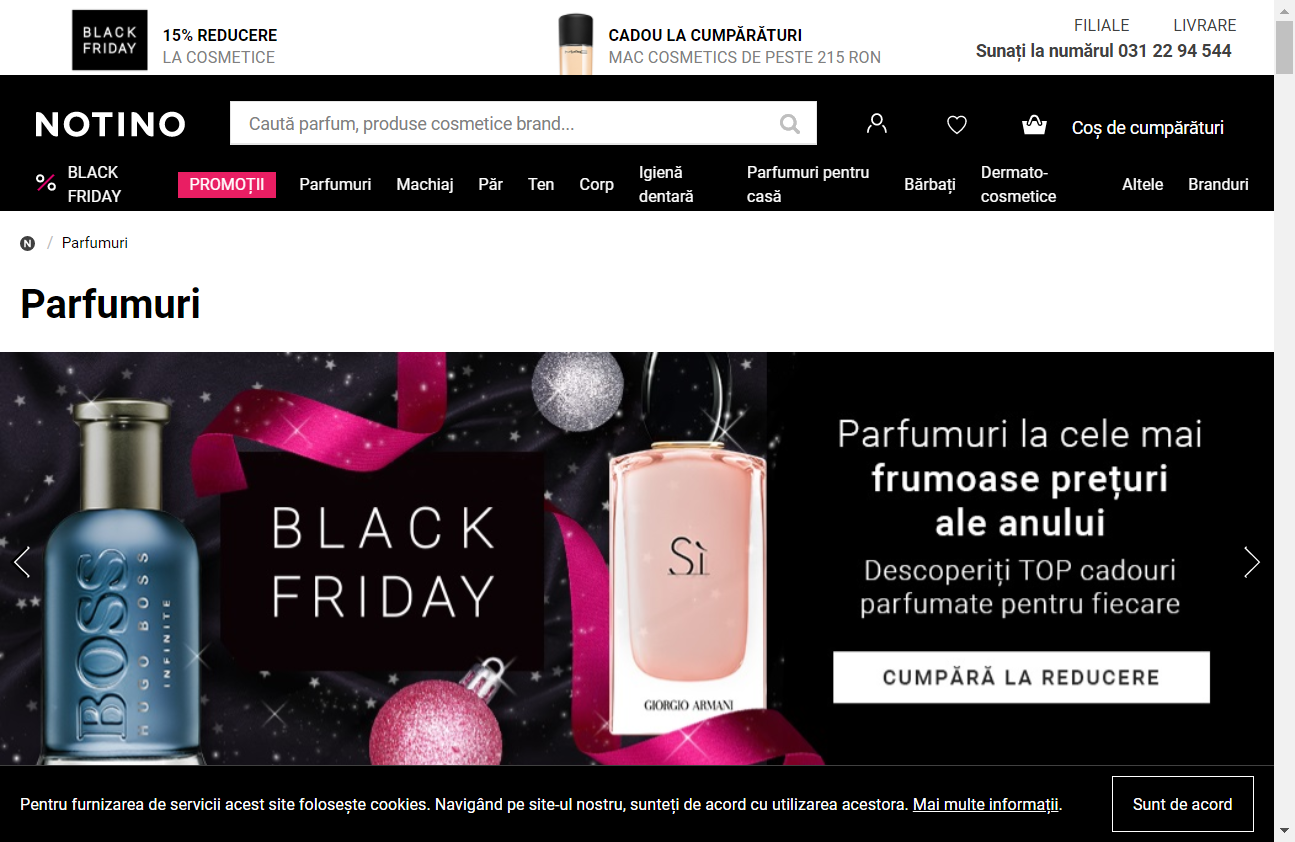 BLACK
FRIDAY
15% REDUCERE
LA COSMETICE
CADOU LA CUMPĂRĂTURI
MAC COSMETICS DE PESTE 215 RON
FILIALE LIVRARE
Sunați la numărul 031 22 94 544
NOTINO
Caută parfum, produse cosmetice brand...
Coș de cumpărături
BLACK
FRIDAY
PROMOȚII
Parfumuri
Machiaj
Păr
Ten
Corp
Igienă
dentară
Parfumuri pentru
casă
Bărbați
Dermato-
cosmetice
Altele
Branduri
N / Parfumuri
Parfumuri
BOSS
HUGO BOSS
INFINITE
BLACK
FRIDAY
Sì
GIORGIO ARMANI
Parfumuri la cele mai
frumoase prețuri
ale anului
Descoperiți TOP cadouri
parfumate pentru fiecare
CUMPĂRĂ LA REDUCERE
Pentru furnizarea de servicii acest site folosește cookies. Navigând pe site-ul nostru, sunteți de acord cu utilizarea acestora. Mai multe informații.
Sunt de acord